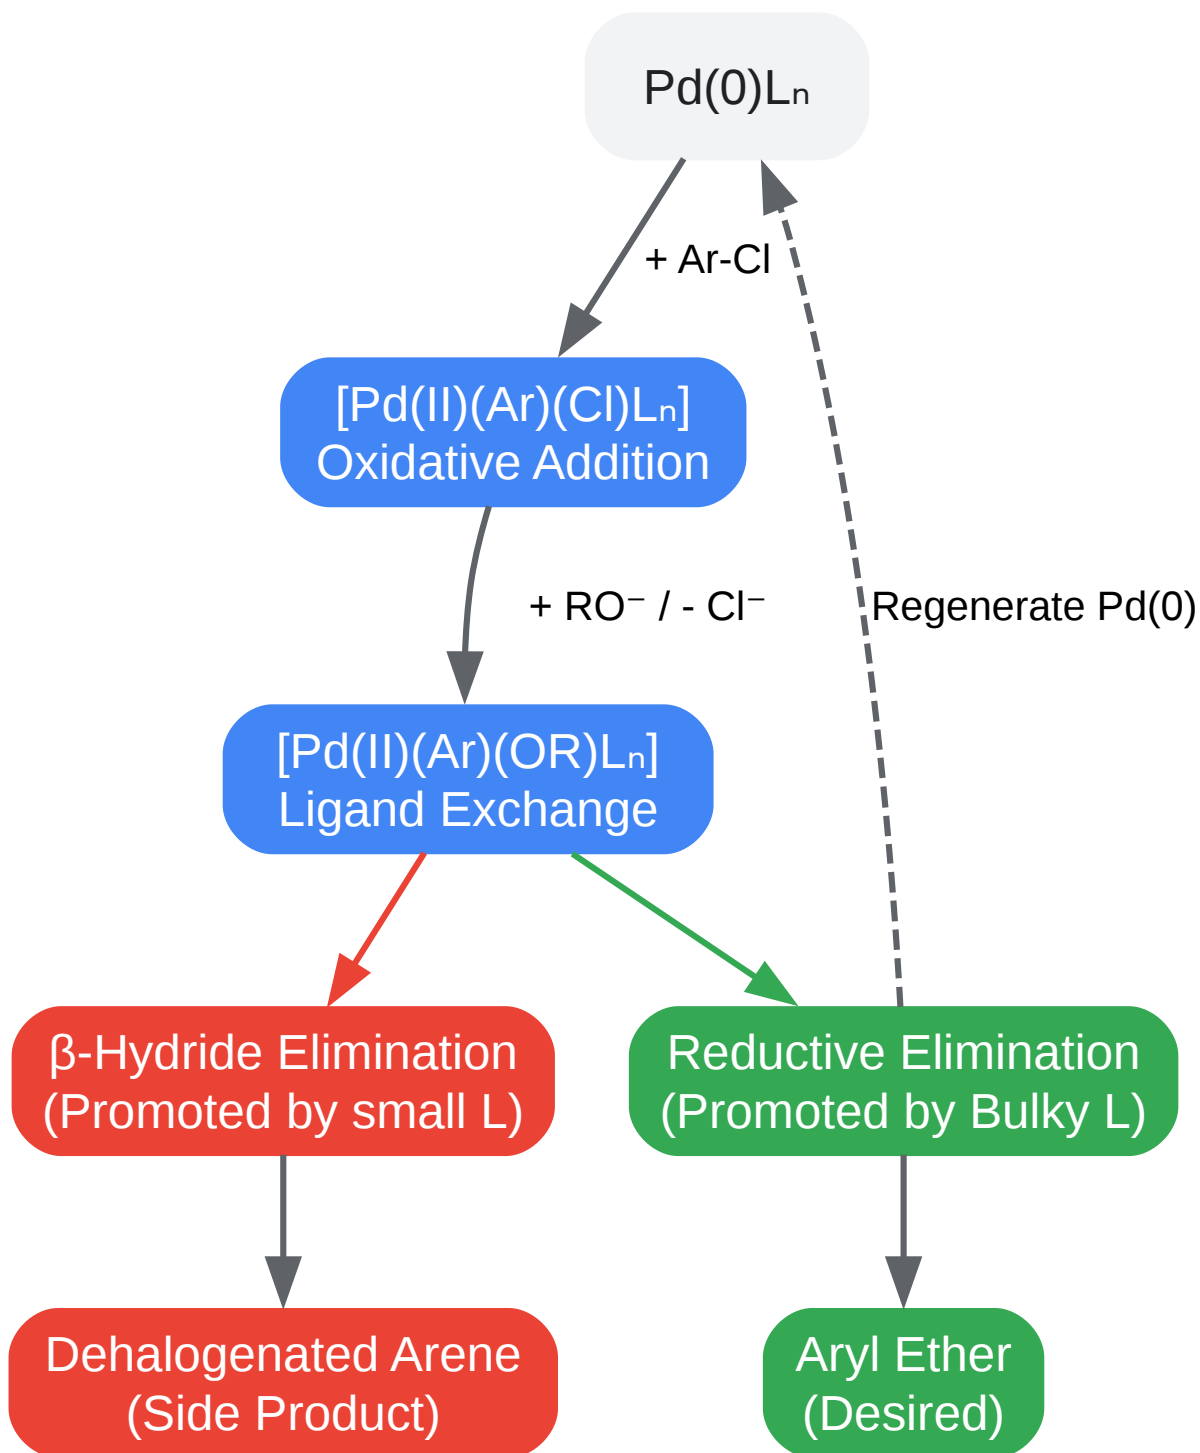 Pd(0)Lₙ
+ Ar-Cl
[Pd(II)(Ar)(Cl)Lₙ]
Oxidative Addition
+ RO⁻ / - Cl⁻
Regenerate Pd(0)
[Pd(II)(Ar)(OR)Lₙ]
Ligand Exchange
β-Hydride Elimination
(Promoted by small L)
Reductive Elimination
(Promoted by Bulky L)
Dehalogenated Arene
(Side Product)
Aryl Ether
(Desired)